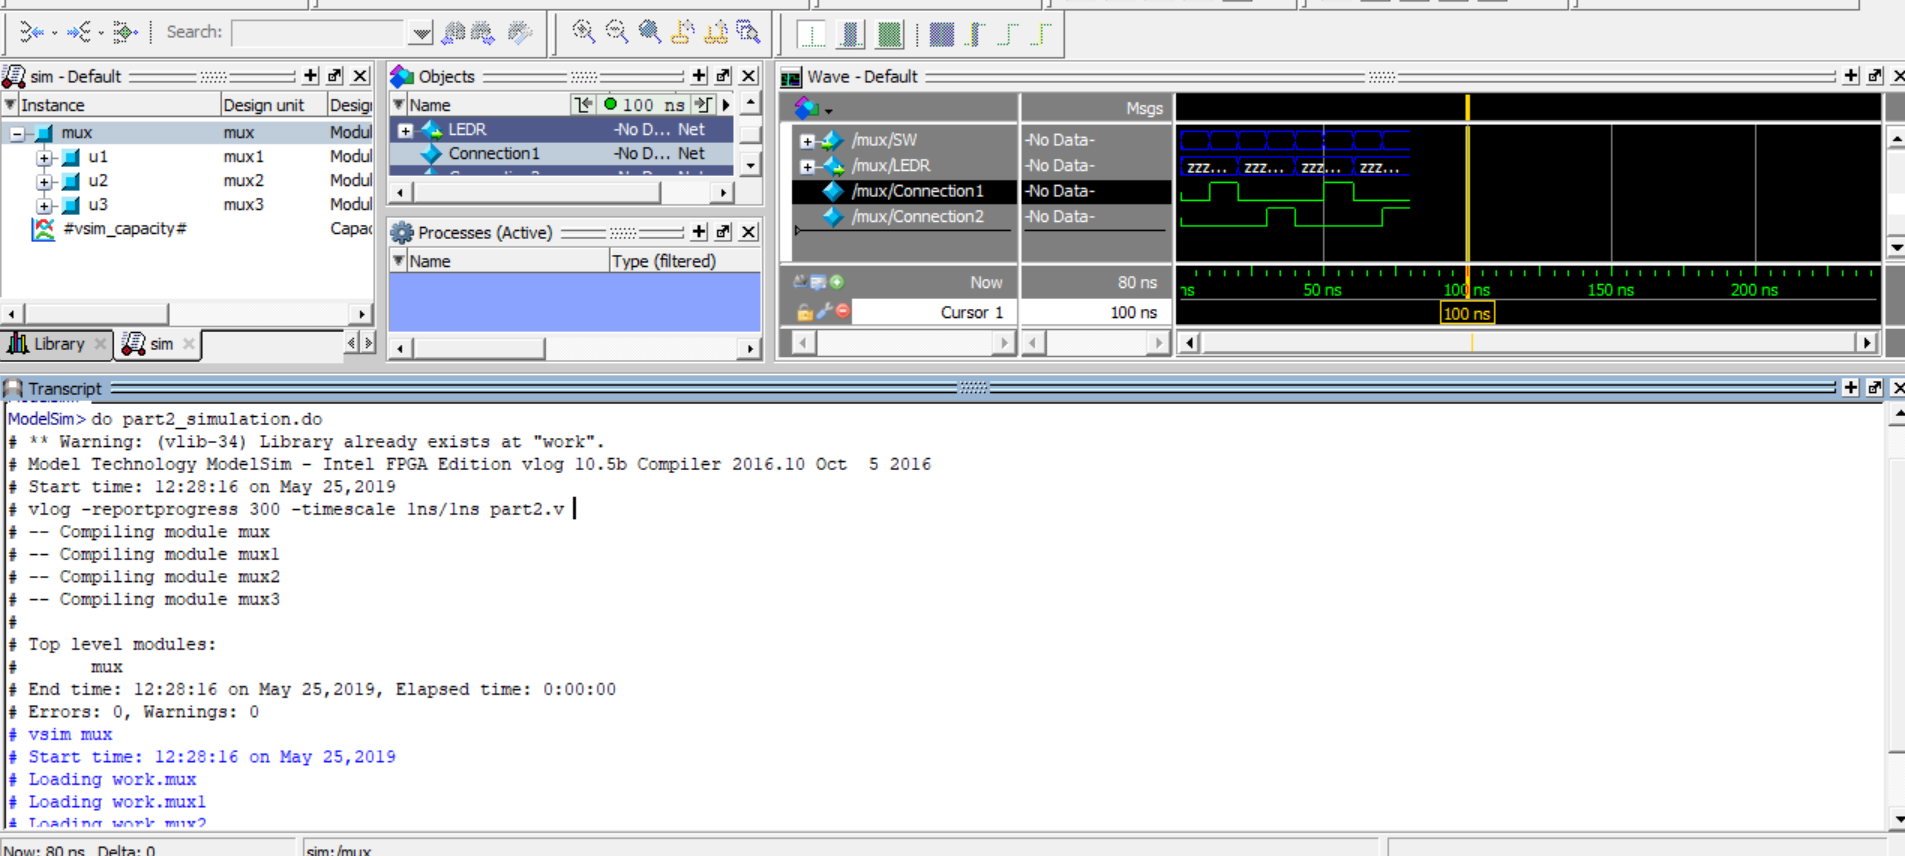 Search:
sim - Default
Instance Design unit Desig
mux mux Modul
u1 mux1 Modul
u2 mux2 Modul
u3 mux3 Modul
#vsim_capacity# Capac
Library sim
Objects
Name 100 ns
LEDR -No D... Net
Connection1 -No D... Net
Processes (Active)
Name Type (filtered)
Wave - Default
Msgs
/mux/SW -No Data-
/mux/LEDR -No Data- zzz... zzz... zzz... zzz...
/mux/Connection1 -No Data-
/mux/Connection2 -No Data-
Now 80 ns ns 50 ns 100 ns 150 ns 200 ns
Cursor 1 100 ns 100 ns
Transcript
ModelSim> do part2_simulation.do
# ** Warning: (vlib-34) Library already exists at "work".
# Model Technology ModelSim - Intel FPGA Edition vlog 10.5b Compiler 2016.10 Oct  5 2016
# Start time: 12:28:16 on May 25,2019
# vlog -reportprogress 300 -timescale 1ns/1ns part2.v
# -- Compiling module mux
# -- Compiling module mux1
# -- Compiling module mux2
# -- Compiling module mux3
#
# Top level modules:
#       mux
# End time: 12:28:16 on May 25,2019, Elapsed time: 0:00:00
# Errors: 0, Warnings: 0
# vsim mux
# Start time: 12:28:16 on May 25,2019
# Loading work.mux
# Loading work.mux1
# Loading work.mux2
Now: 80 ns  Delta: 0 sim:/mux